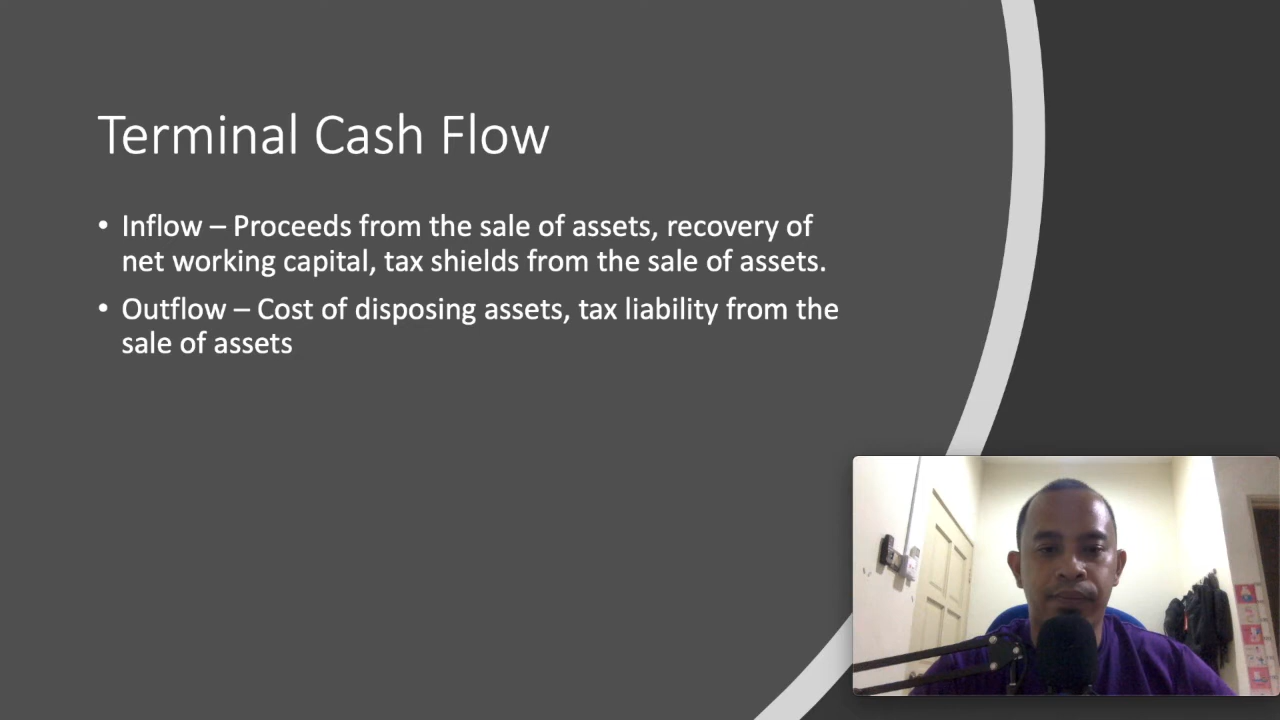 Terminal Cash Flow
• Inflow – Proceeds from the sale of assets, recovery of
net working capital, tax shields from the sale of assets.
• Outflow – Cost of disposing assets, tax liability from the
sale of assets